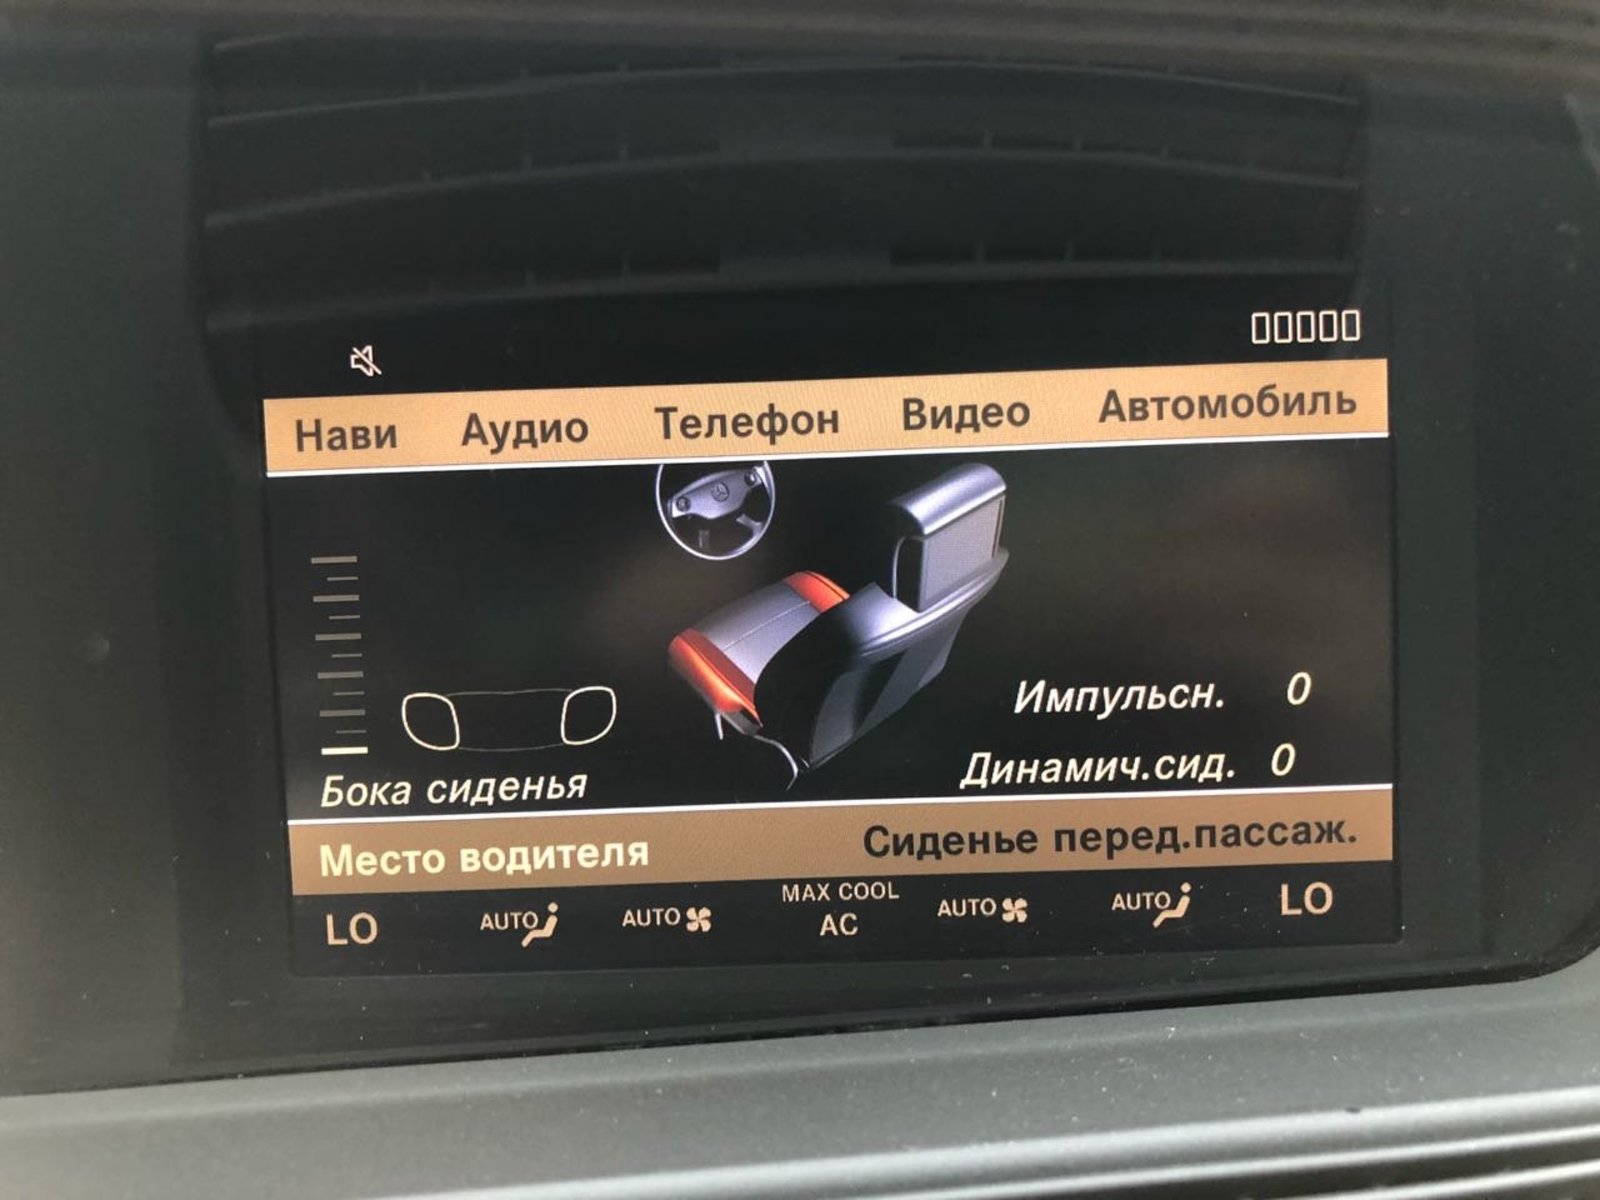 Нави Аудио Телефон Видео Автомобиль
Импульсн. 0
Динамич.сид. 0
Бока сиденья
Место водителя Сиденье перед.пассаж.
LO AUTO AUTO MAX COOL AC AUTO AUTO LO